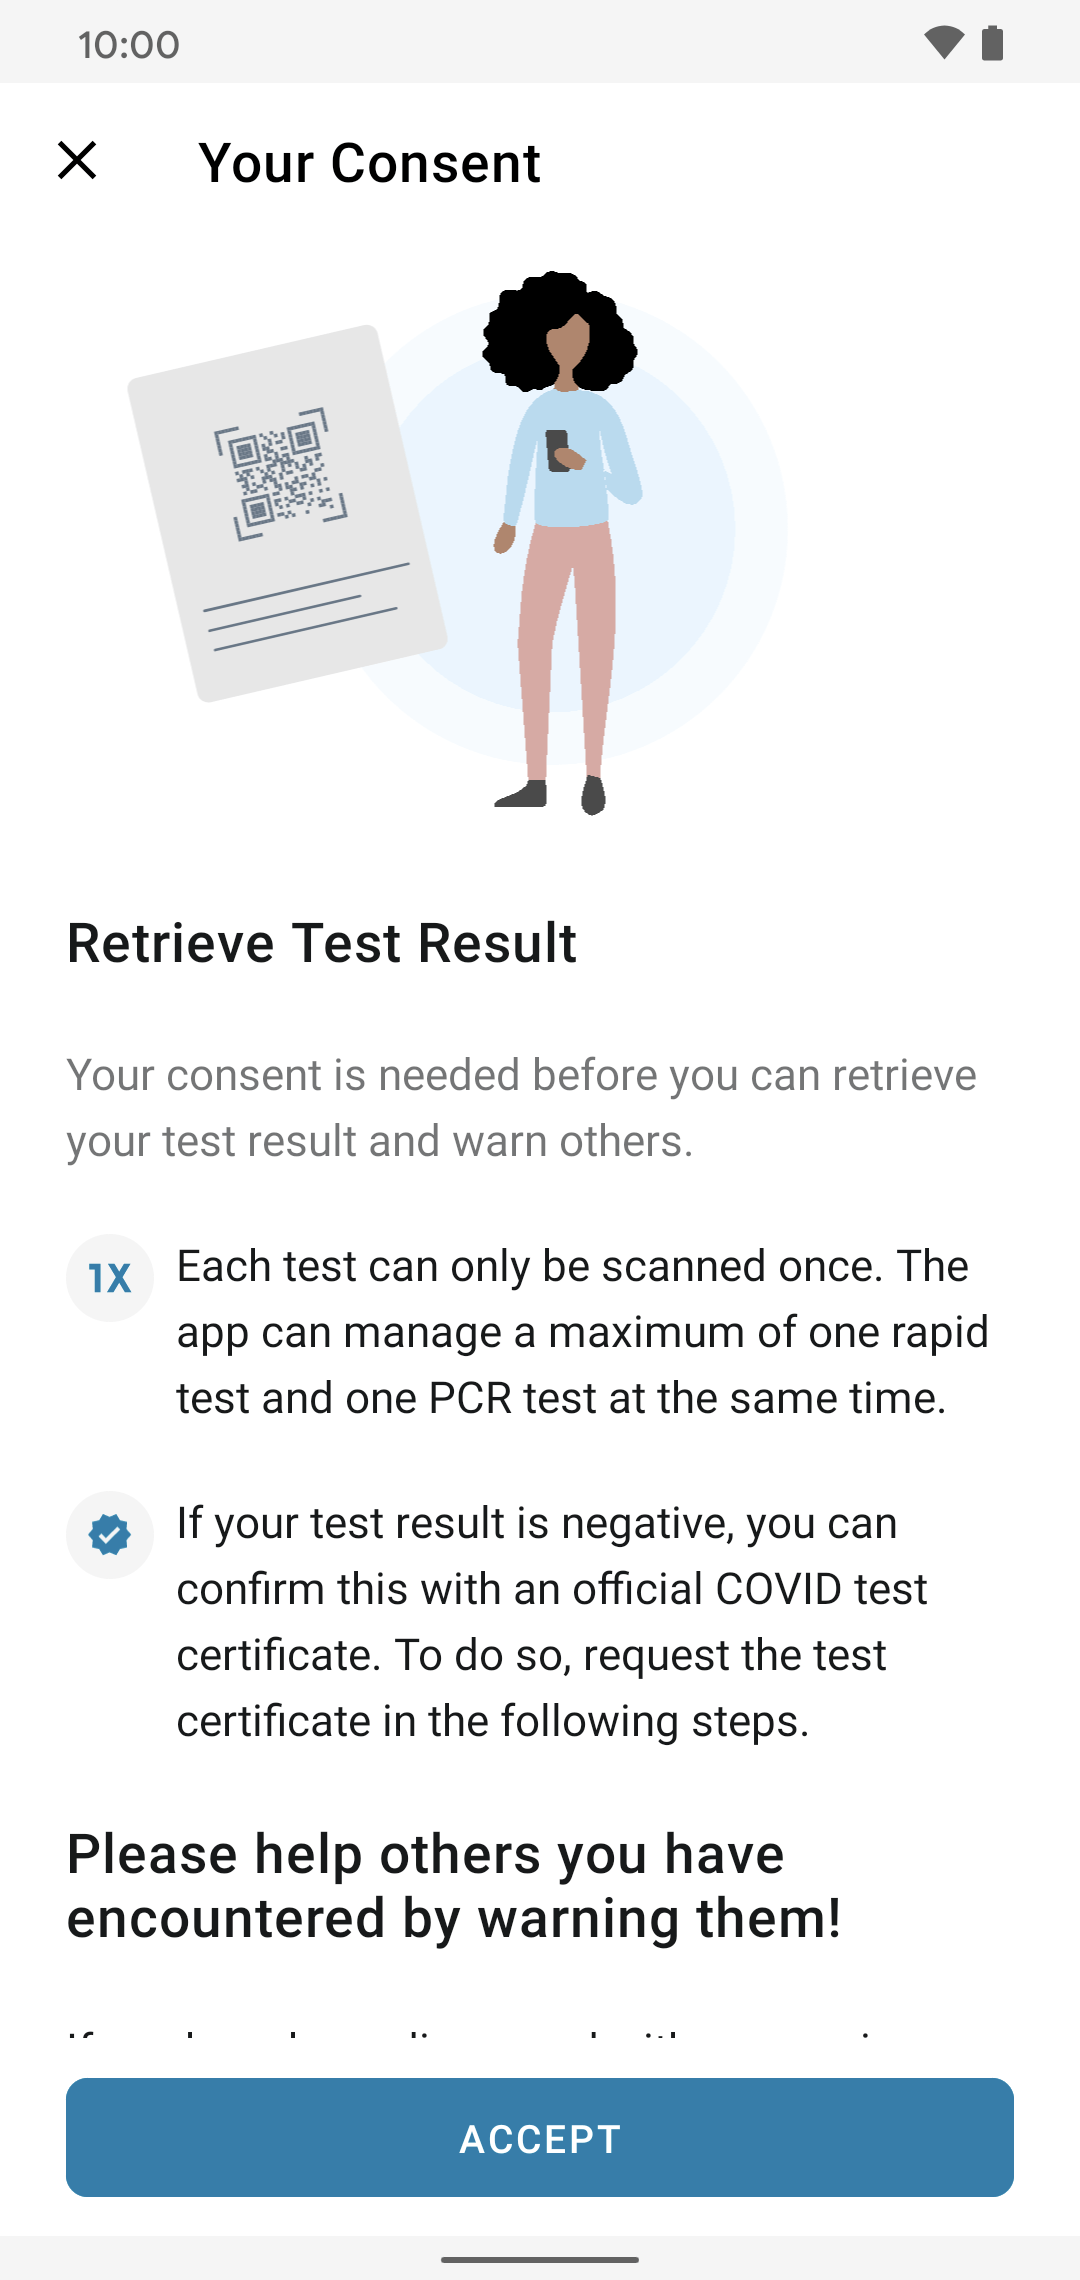 10:00
Your Consent
Retrieve Test Result
Your consent is needed before you can retrieve
your test result and warn others.
1X
Each test can only be scanned once. The
app can manage a maximum of one rapid
test and one PCR test at the same time.
If your test result is negative, you can
confirm this with an official COVID test
certificate. To do so, request the test
certificate in the following steps.
Please help others you have
encountered by warning them!
ACCEPT